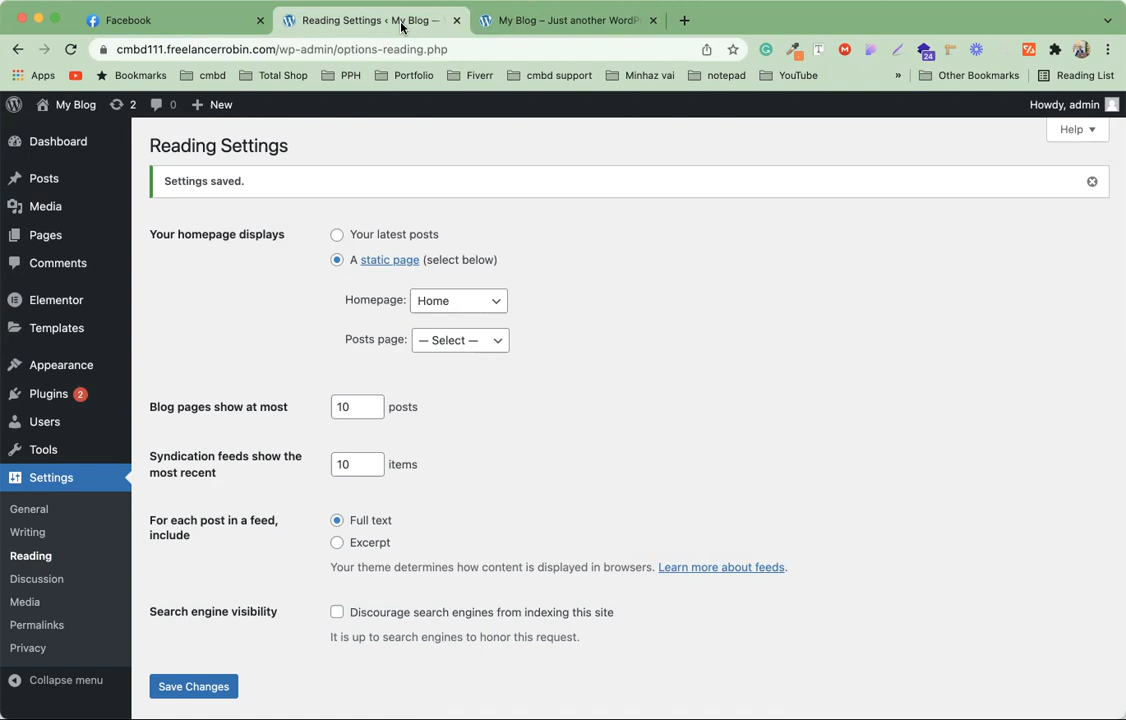 Facebook
Reading Settings ‹ My Blog —
My Blog – Just another WordP
cmbd111.freelancerrobin.com/wp-admin/options-reading.php
24
Apps
Bookmarks
cmbd
Total Shop
PPH
Portfolio
Fiverr
cmbd support
Minhaz vai
notepad
YouTube
»
Other Bookmarks
Reading List
My Blog
2
0
New
Howdy, admin
Help
Dashboard
Posts
Media
Pages
Comments
Elementor
Templates
Appearance
Plugins 2
Users
Tools
Settings
General
Writing
Reading
Discussion
Media
Permalinks
Privacy
Collapse menu
Reading Settings
Settings saved.
Your homepage displays
Your latest posts
A static page (select below)
Homepage: Home
Posts page: — Select —
Blog pages show at most
10 posts
Syndication feeds show the
most recent
10 items
For each post in a feed,
include
Full text
Excerpt
Your theme determines how content is displayed in browsers. Learn more about feeds.
Search engine visibility
Discourage search engines from indexing this site
It is up to search engines to honor this request.
Save Changes